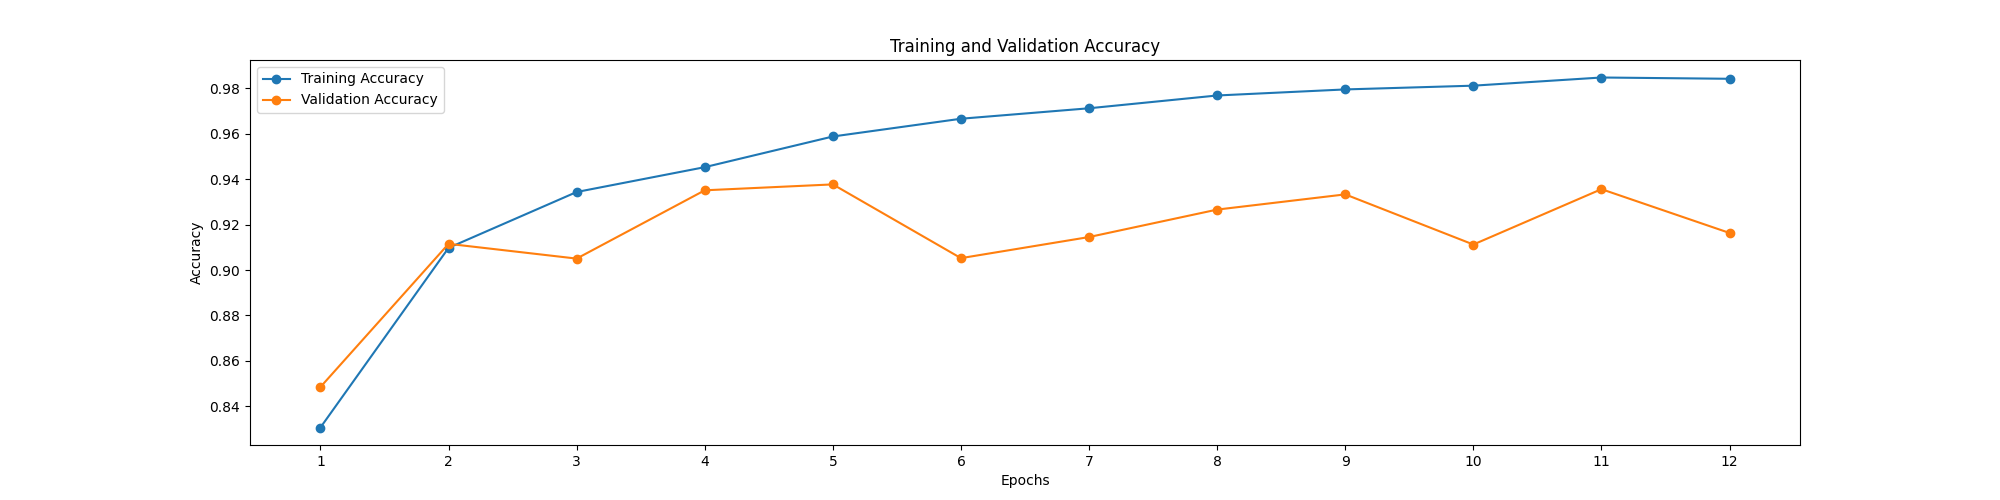 Training and Validation Accuracy
Training Accuracy
Validation Accuracy
0.98
0.96
0.94
0.92
0.90
0.88
0.86
0.84
Accuracy
1 2 3 4 5 6 7 8 9 10 11 12
Epochs